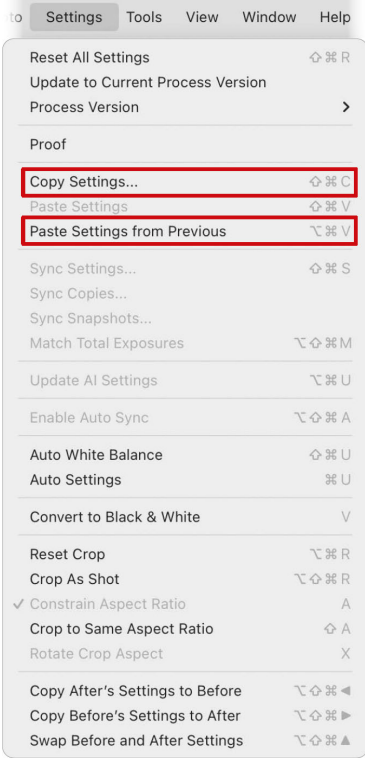 to Settings Tools View Window Help
Reset All Settings ⇧⌘R
Update to Current Process Version
Process Version
Proof
Copy Settings... ⇧⌘C
Paste Settings ⇧⌘V
Paste Settings from Previous ⌥⌘V
Sync Settings... ⇧⌘S
Sync Copies...
Sync Snapshots...
Match Total Exposures ⌥⇧⌘M
Update AI Settings ⌥⌘U
Enable Auto Sync ⌥⇧⌘A
Auto White Balance ⇧⌘U
Auto Settings ⌘U
Convert to Black & White V
Reset Crop ⌥⌘R
Crop As Shot ⌥⇧⌘R
✓ Constrain Aspect Ratio A
Crop to Same Aspect Ratio ⇧A
Rotate Crop Aspect X
Copy After's Settings to Before ⌥⇧⌘◀
Copy Before's Settings to After ⌥⇧⌘▶
Swap Before and After Settings ⌥⇧⌘▲